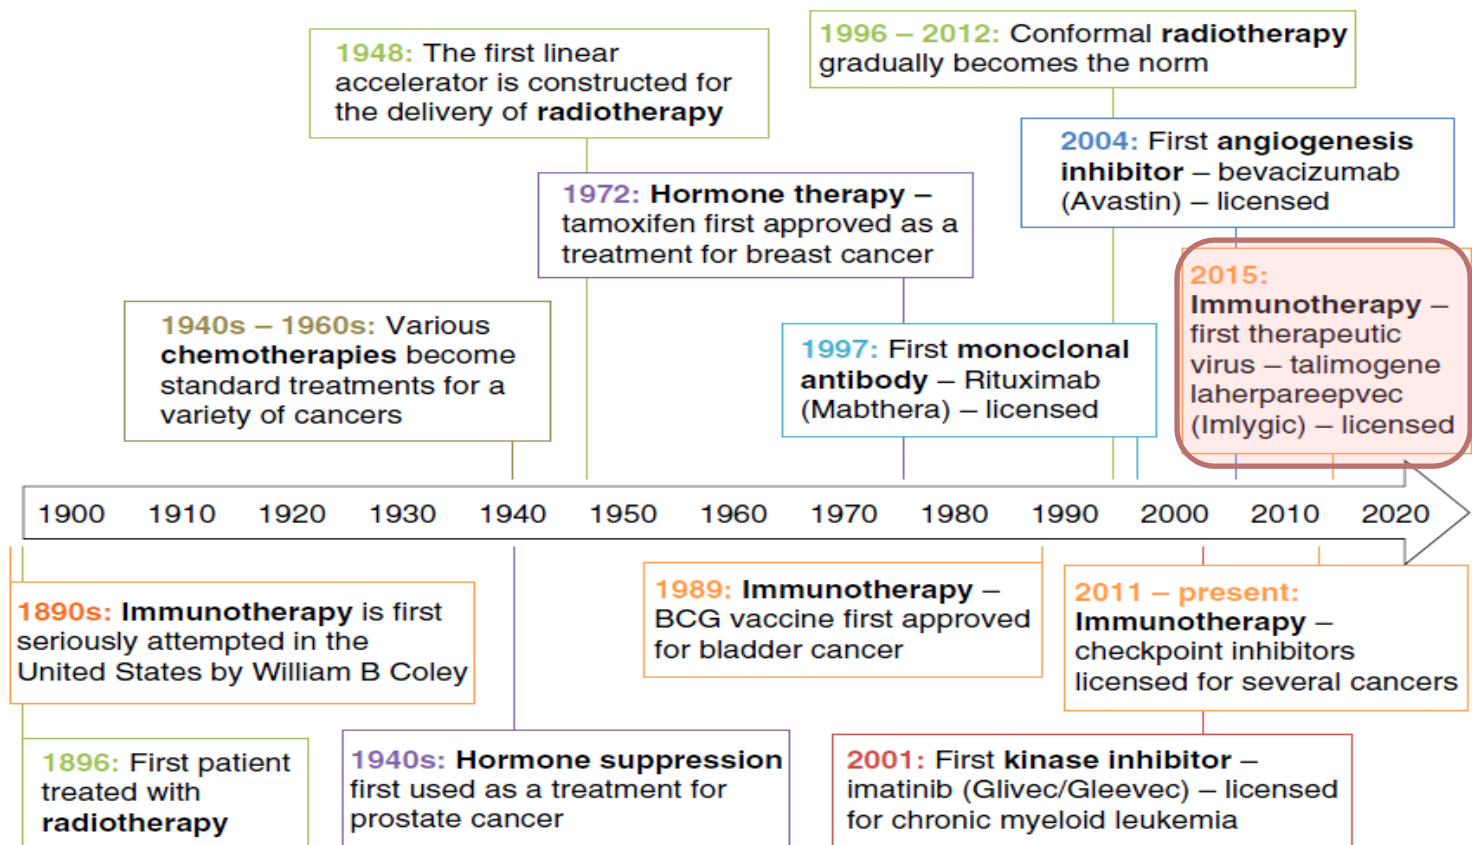 1948: The first linear
accelerator is constructed for
the delivery of radiotherapy
1996 – 2012: Conformal radiotherapy
gradually becomes the norm
2004: First angiogenesis
inhibitor – bevacizumab
(Avastin) – licensed
1972: Hormone therapy –
tamoxifen first approved as a
treatment for breast cancer
2015:
Immunotherapy –
first therapeutic
virus – talimogene
laherpareepvec
(Imlygic) – licensed
1940s – 1960s: Various
chemotherapies become
standard treatments for a
variety of cancers
1997: First monoclonal
antibody – Rituximab
(Mabthera) – licensed
1900 1910 1920 1930 1940 1950 1960 1970 1980 1990 2000 2010 2020
1890s: Immunotherapy is first
seriously attempted in the
United States by William B Coley
1989: Immunotherapy –
BCG vaccine first approved
for bladder cancer
2011 – present:
Immunotherapy –
checkpoint inhibitors
licensed for several cancers
1896: First patient
treated with
radiotherapy
1940s: Hormone suppression
first used as a treatment for
prostate cancer
2001: First kinase inhibitor –
imatinib (Glivec/Gleevec) – licensed
for chronic myeloid leukemia